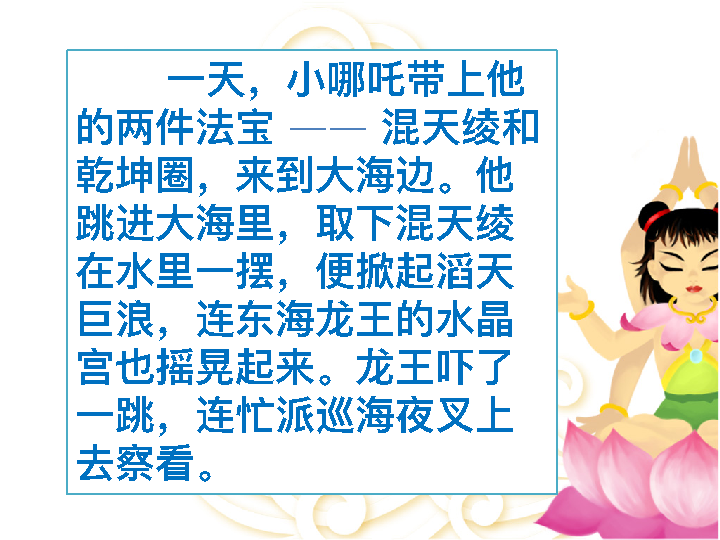 一天，小哪吒带上他
的两件法宝 —— 混天绫和
乾坤圈，来到大海边。他
跳进大海里，取下混天绫
在水里一摆，便掀起滔天
巨浪，连东海龙王的水晶
宫也摇晃起来。龙王吓了
一跳，连忙派巡海夜叉上
去察看。